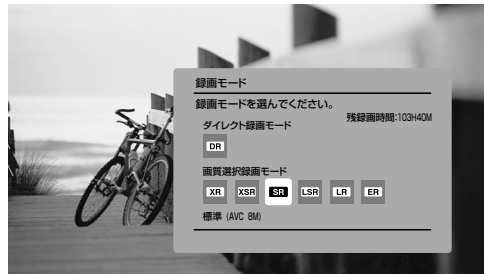 録画モード
録画モードを選んでください。
残録画時間:103H40M
ダイレクト録画モード
DR
画質選択録画モード
XR XSR SR LSR LR ER
標準 (AVC 8M)